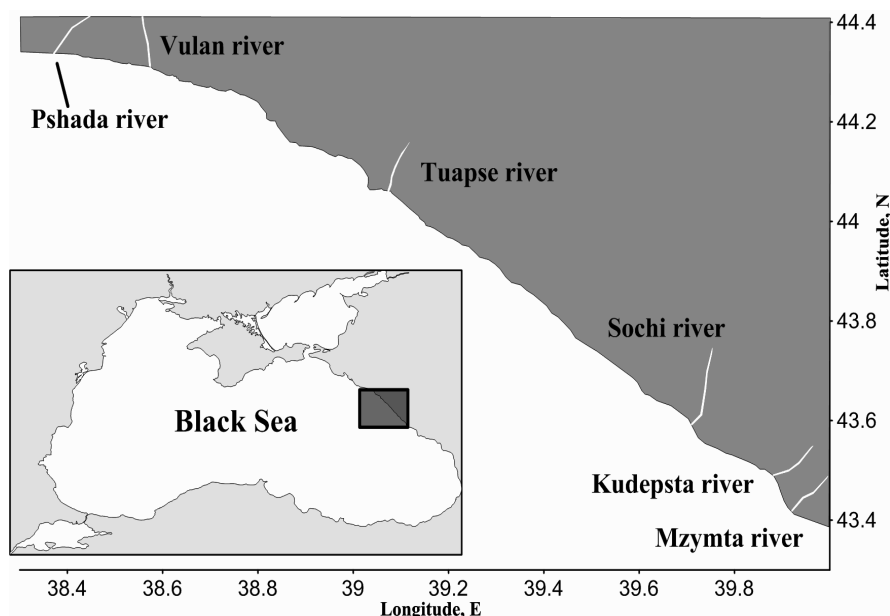 44.4
Vulan river
Pshada river
44.2
Tuapse river
44
Latitude, N
43.8
Sochi river
Black Sea
43.6
Kudepsta river
43.4
Mzymta river
38.4 38.6 38.8 39 39.2 39.4 39.6 39.8
Longitude, E